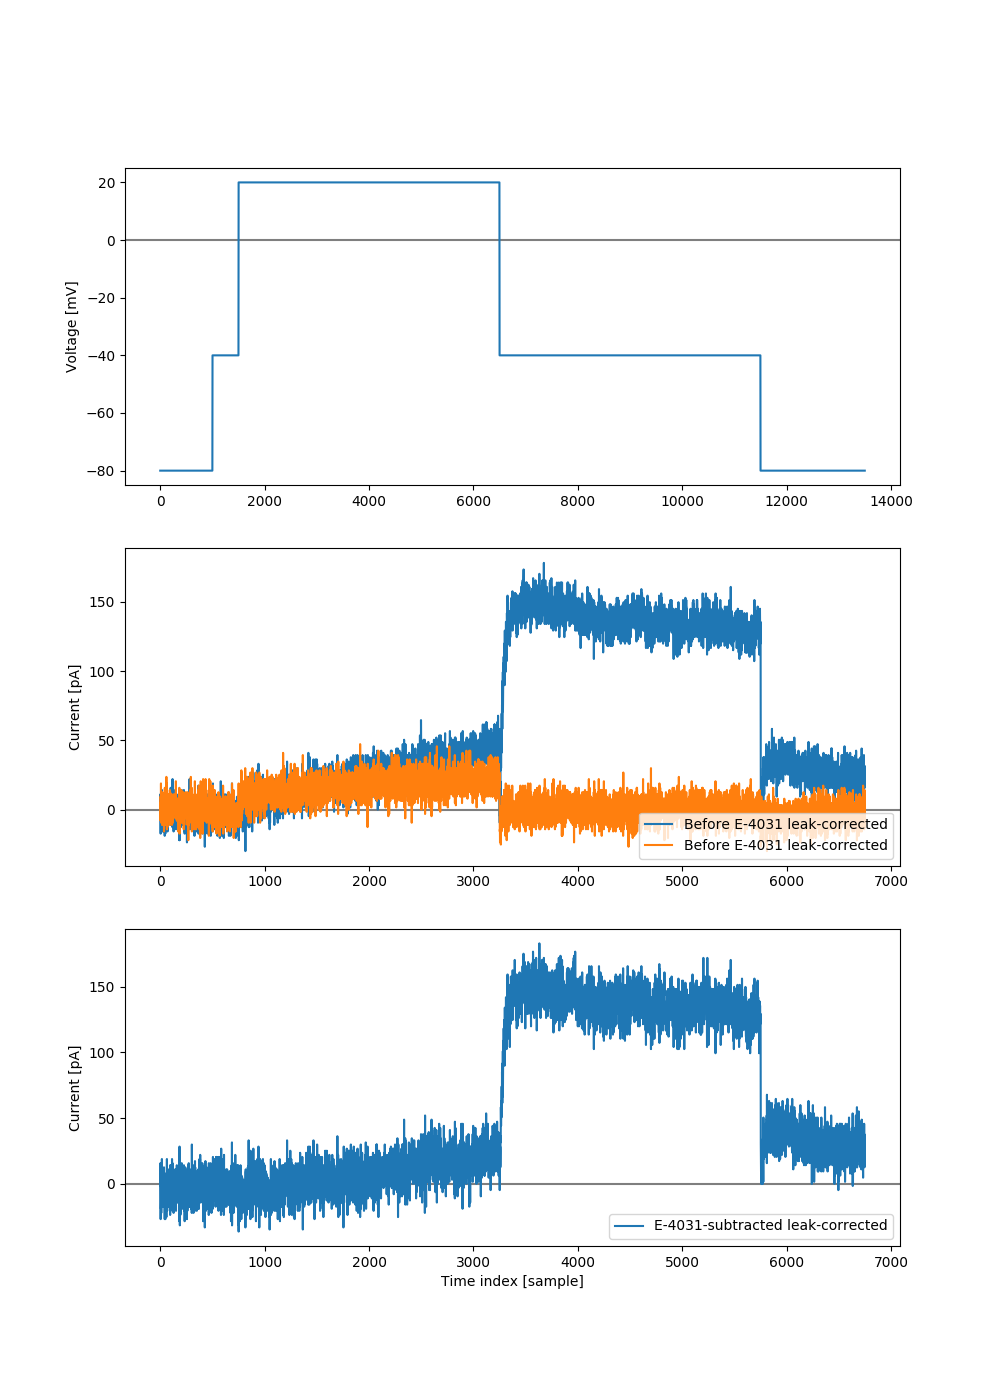 20
0
−20
−40
−60
−80
Voltage [mV]
0 2000 4000 6000 8000 10000 12000 14000
150
100
50
0
Current [pA]
Before E-4031 leak-corrected
Before E-4031 leak-corrected
0 1000 2000 3000 4000 5000 6000 7000
150
100
50
0
Current [pA]
E-4031-subtracted leak-corrected
0 1000 2000 3000 4000 5000 6000 7000
Time index [sample]